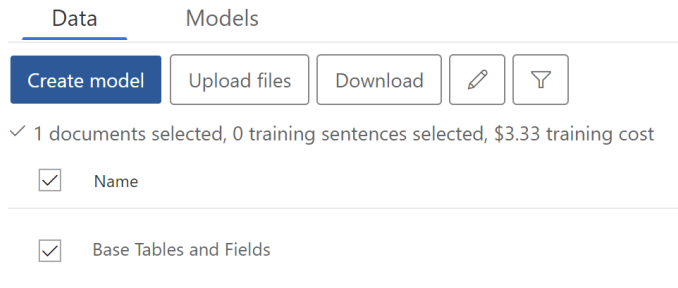 Data Models
Create model Upload files Download
1 documents selected, 0 training sentences selected, $3.33 training cost
Name
Base Tables and Fields